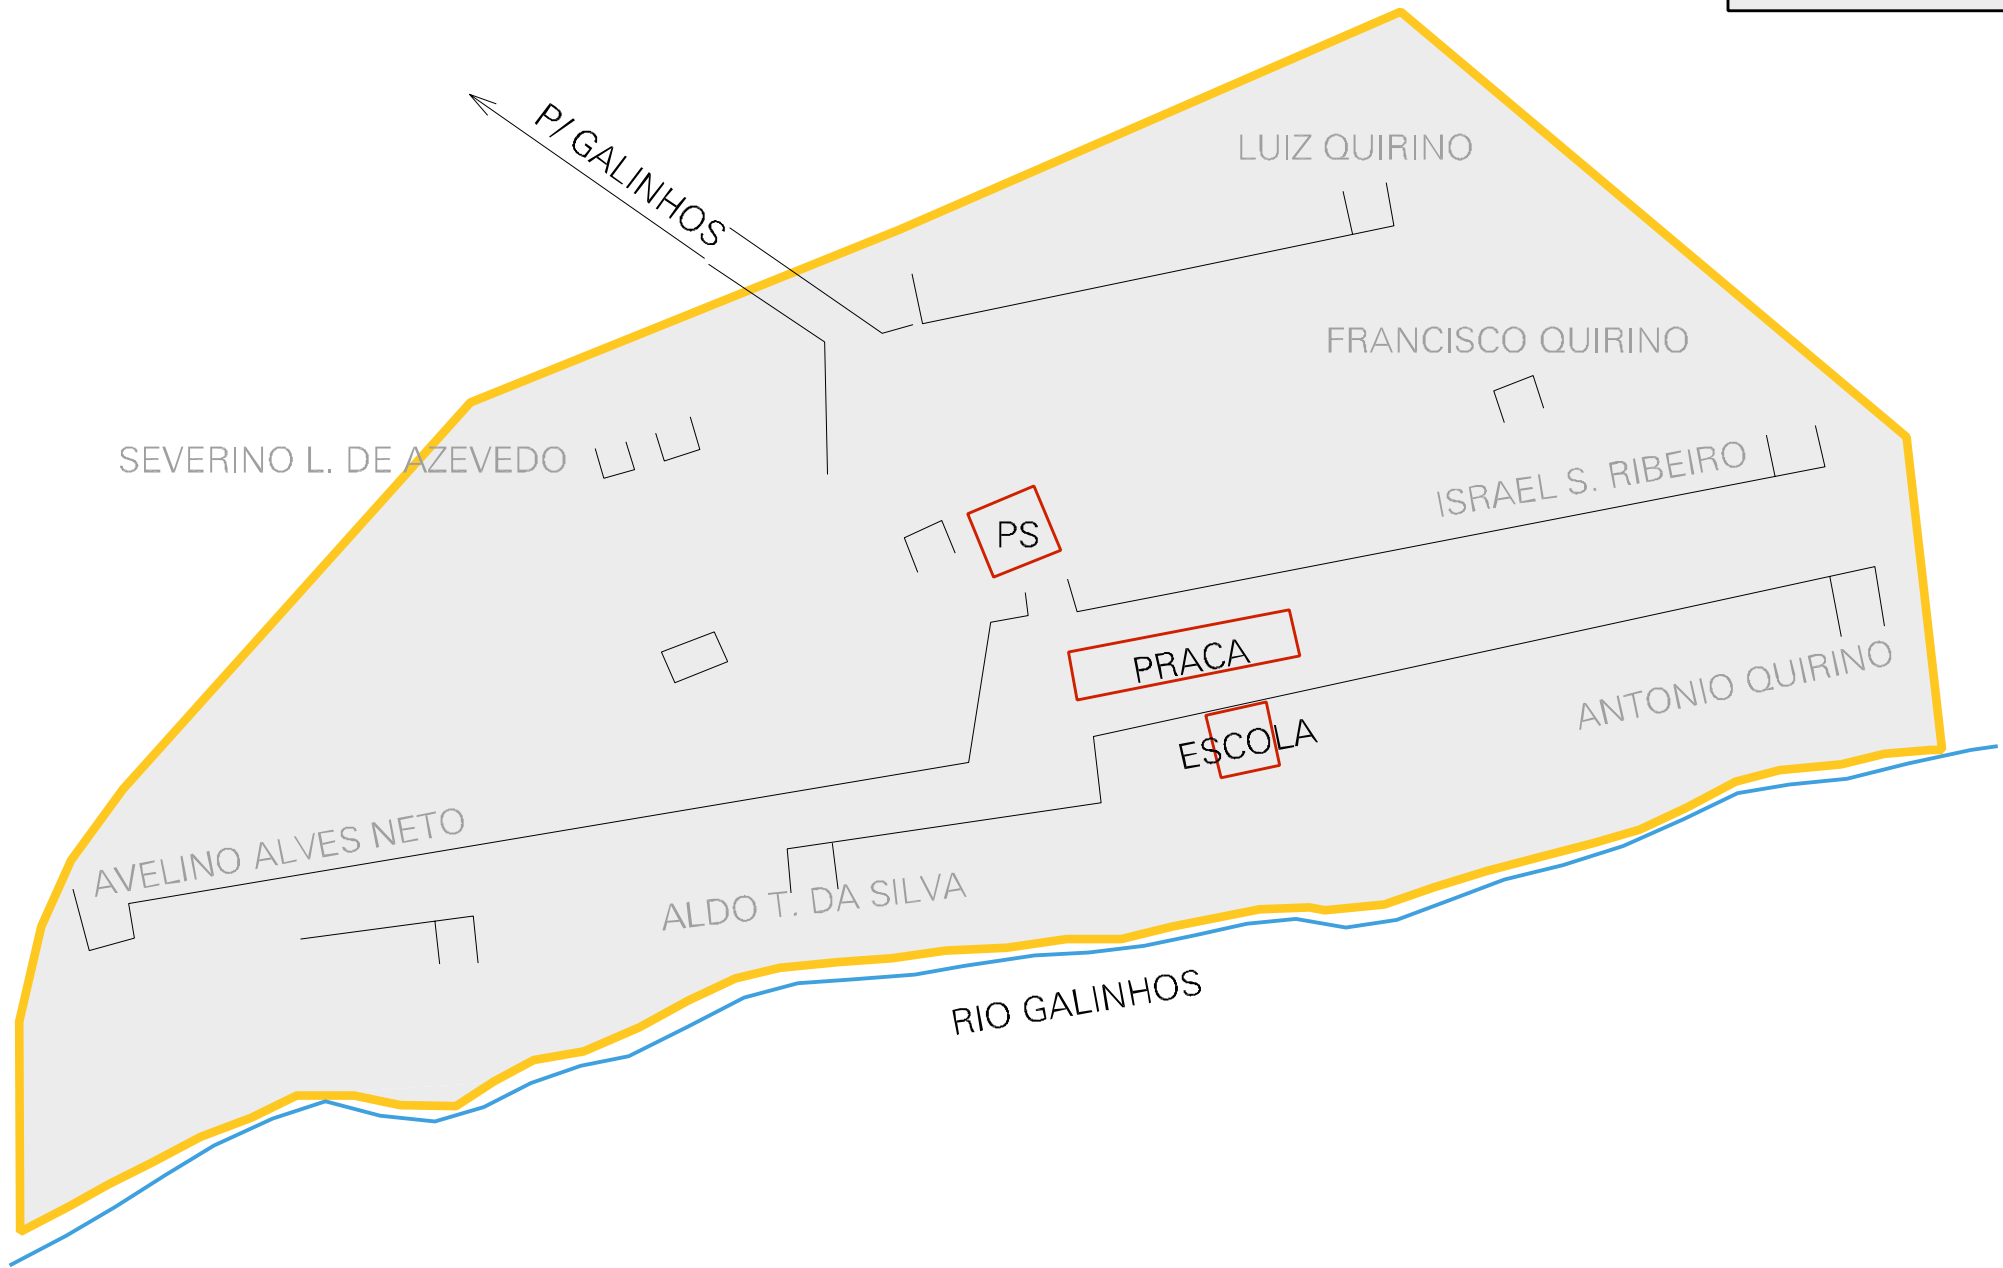 P/ GALINHOS
LUIZ QUIRINO
FRANCISCO QUIRINO
SEVERINO L. DE AZEVEDO
ISRAEL S. RIBEIRO
PS
PRACA
ANTONIO QUIRINO
ESCOLA
AVELINO ALVES NETO
ALDO T. DA SILVA
RIO GALINHOS